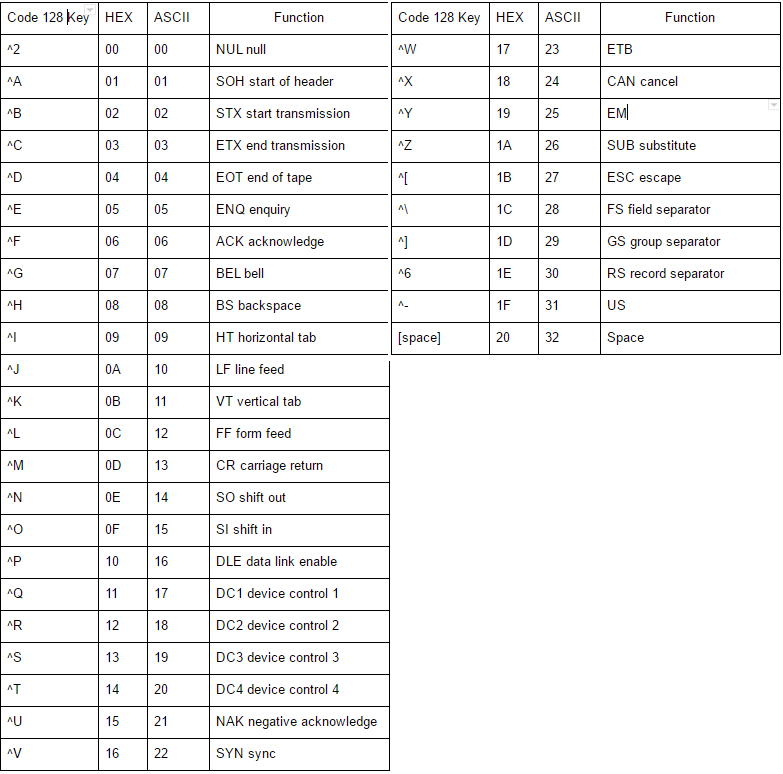 Code 128 Key HEX ASCII Function
^2 00 00 NUL null
^A 01 01 SOH start of header
^B 02 02 STX start transmission
^C 03 03 ETX end transmission
^D 04 04 EOT end of tape
^E 05 05 ENQ enquiry
^F 06 06 ACK acknowledge
^G 07 07 BEL bell
^H 08 08 BS backspace
^I 09 09 HT horizontal tab
^J 0A 10 LF line feed
^K 0B 11 VT vertical tab
^L 0C 12 FF form feed
^M 0D 13 CR carriage return
^N 0E 14 SO shift out
^O 0F 15 SI shift in
^P 10 16 DLE data link enable
^Q 11 17 DC1 device control 1
^R 12 18 DC2 device control 2
^S 13 19 DC3 device control 3
^T 14 20 DC4 device control 4
^U 15 21 NAK negative acknowledge
^V 16 22 SYN sync
Code 128 Key HEX ASCII Function
^W 17 23 ETB
^X 18 24 CAN cancel
^Y 19 25 EM
^Z 1A 26 SUB substitute
^[ 1B 27 ESC escape
^\ 1C 28 FS field separator
^] 1D 29 GS group separator
^6 1E 30 RS record separator
^- 1F 31 US
[space] 20 32 Space